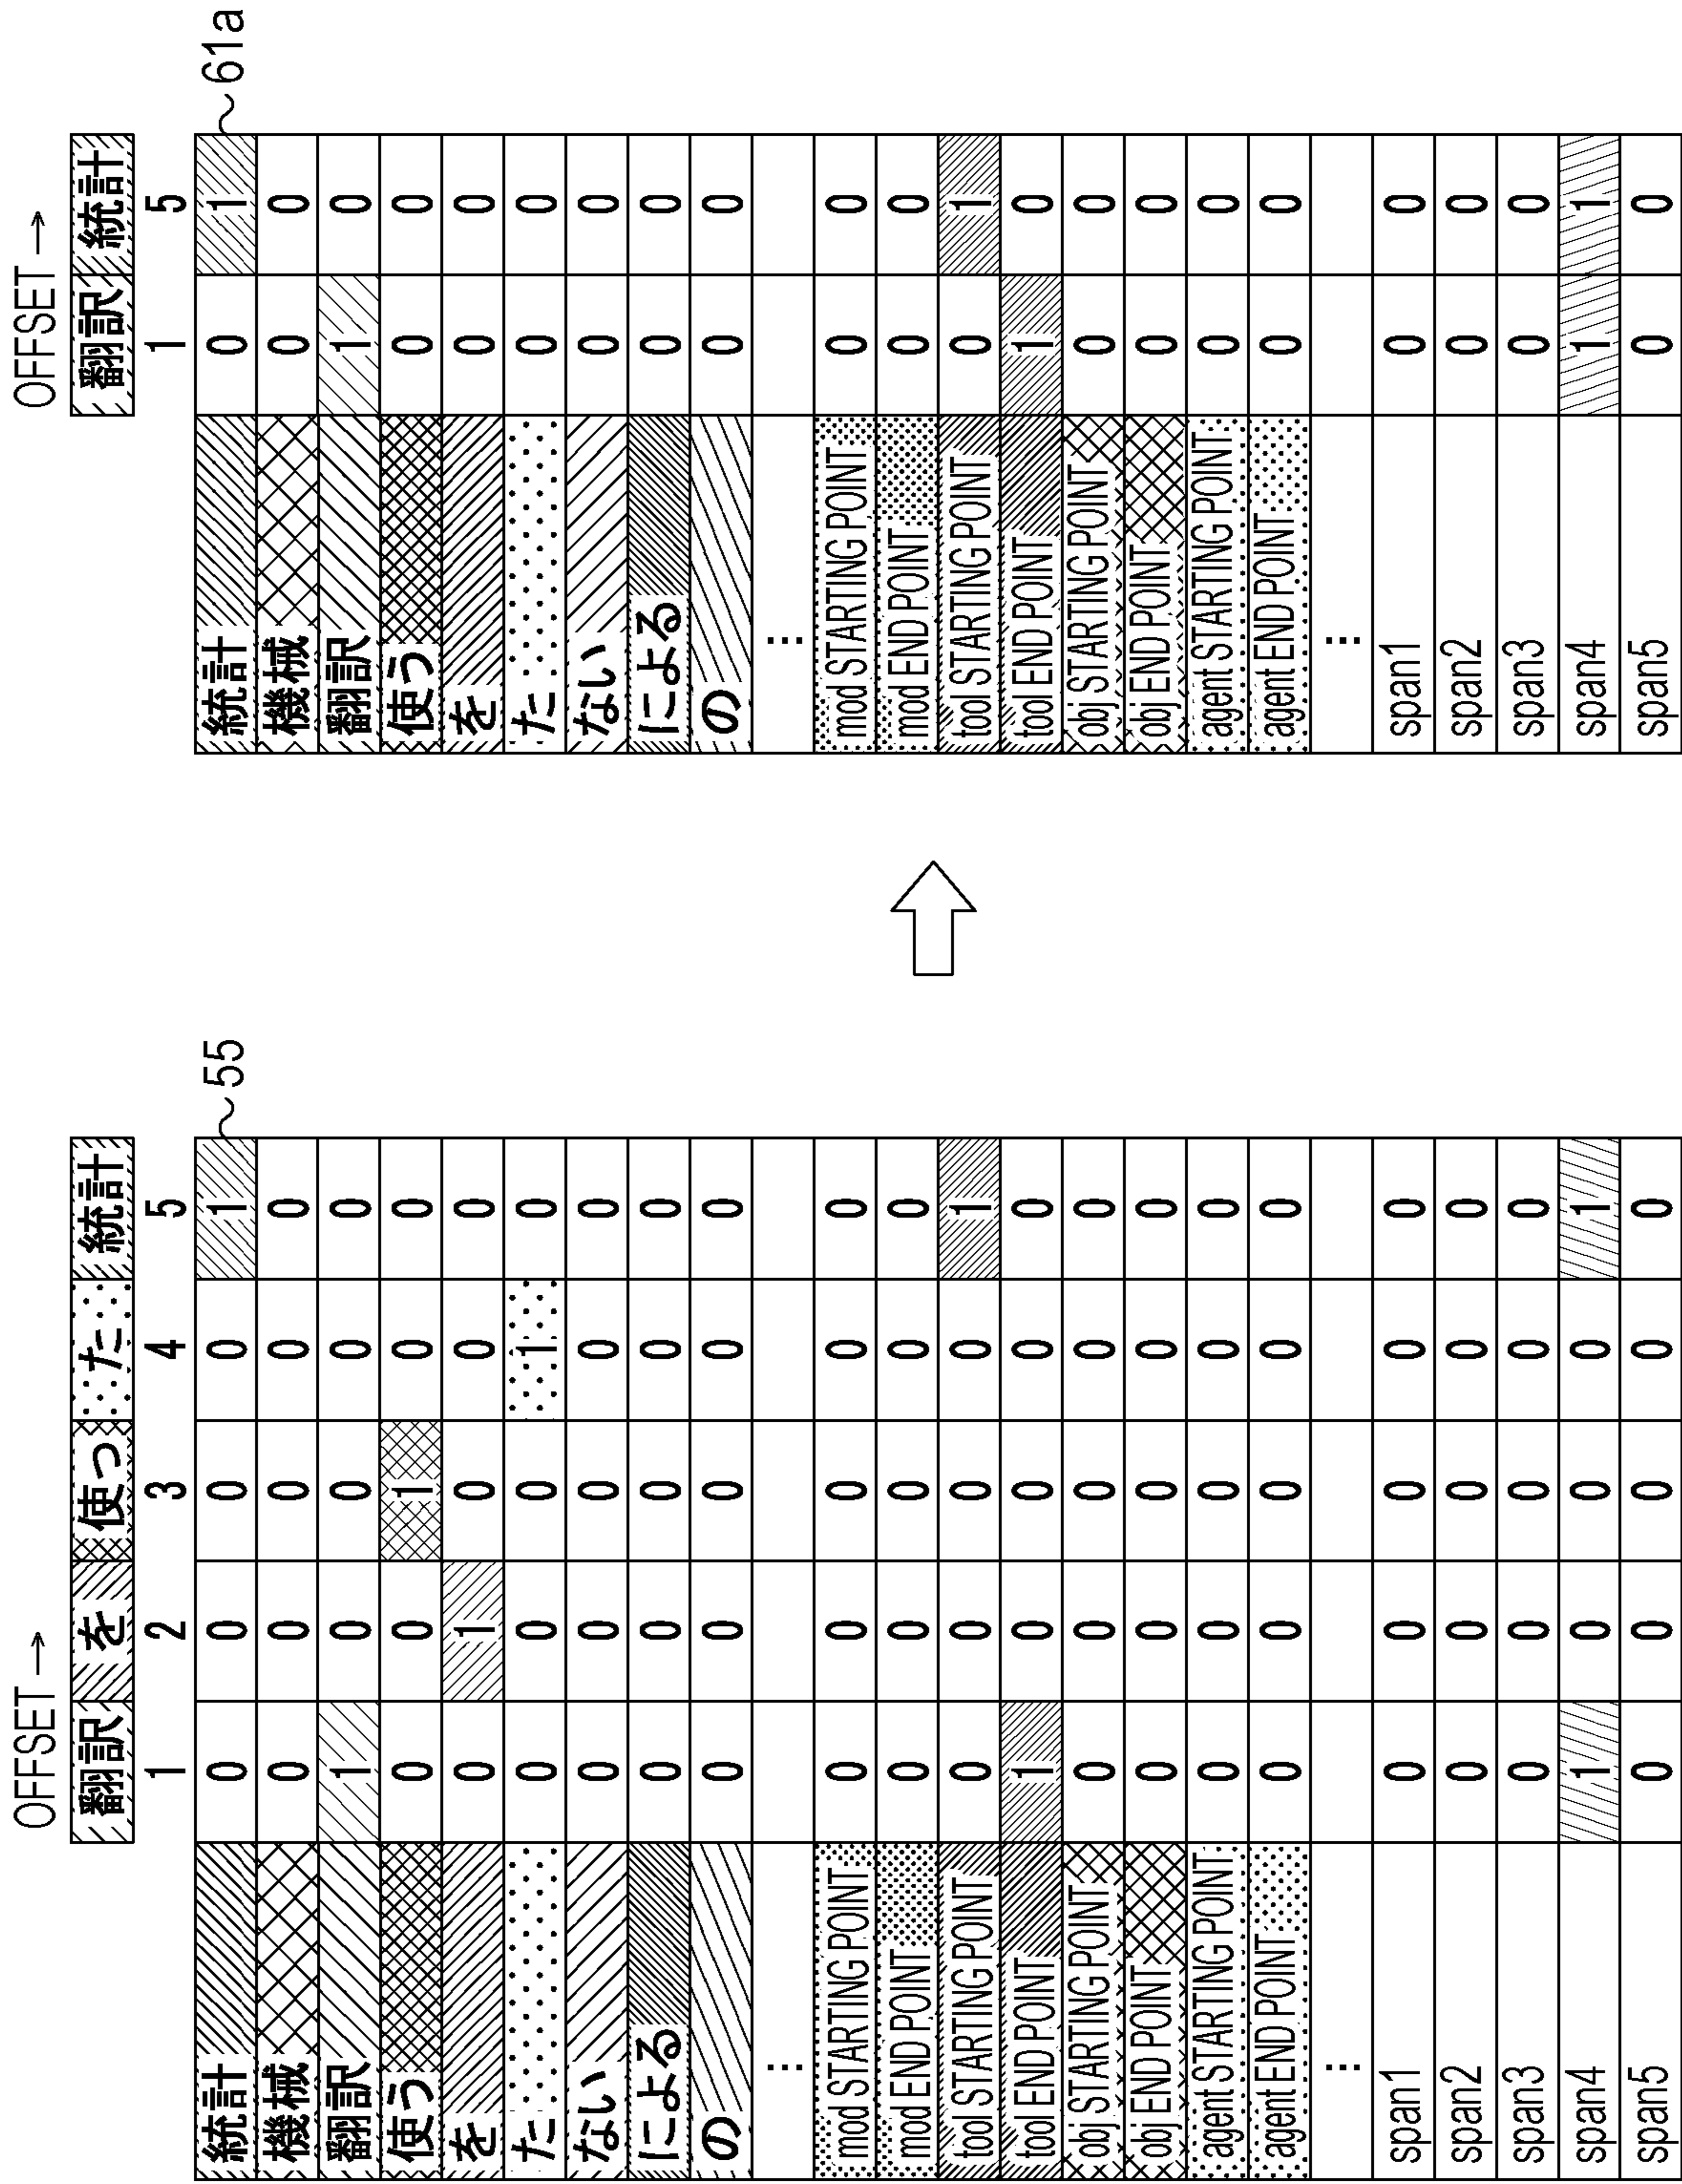 OFFSET →
翻訳 を 使っ た 統計
1 2 3 4 5
55
統計 0 0 0 0 1
機械 0 0 0 0 0
翻訳 1 0 0 0 0
使う 0 0 1 0 0
を 0 1 0 0 0
た 0 0 0 1 0
ない 0 0 0 0 0
による 0 0 0 0 0
の 0 0 0 0 0
...
mod STARTING POINT 0 0 0 0 0
mod END POINT 0 0 0 0 0
tool STARTING POINT 0 0 0 0 1
tool END POINT 1 0 0 0 0
obj STARTING POINT 0 0 0 0 0
obj END POINT 0 0 0 0 0
agent STARTING POINT 0 0 0 0 0
agent END POINT 0 0 0 0 0
...
span1 0 0 0 0 0
span2 0 0 0 0 0
span3 0 0 0 0 0
span4 1 0 0 0 1
span5 0 0 0 0 0
OFFSET →
翻訳 統計
1 5
61a
統計 0 1
機械 0 0
翻訳 1 0
使う 0 0
を 0 0
た 0 0
ない 0 0
による 0 0
の 0 0
...
mod STARTING POINT 0 0
mod END POINT 0 0
tool STARTING POINT 0 1
tool END POINT 1 0
obj STARTING POINT 0 0
obj END POINT 0 0
agent STARTING POINT 0 0
agent END POINT 0 0
...
span1 0 0
span2 0 0
span3 0 0
span4 1 1
span5 0 0